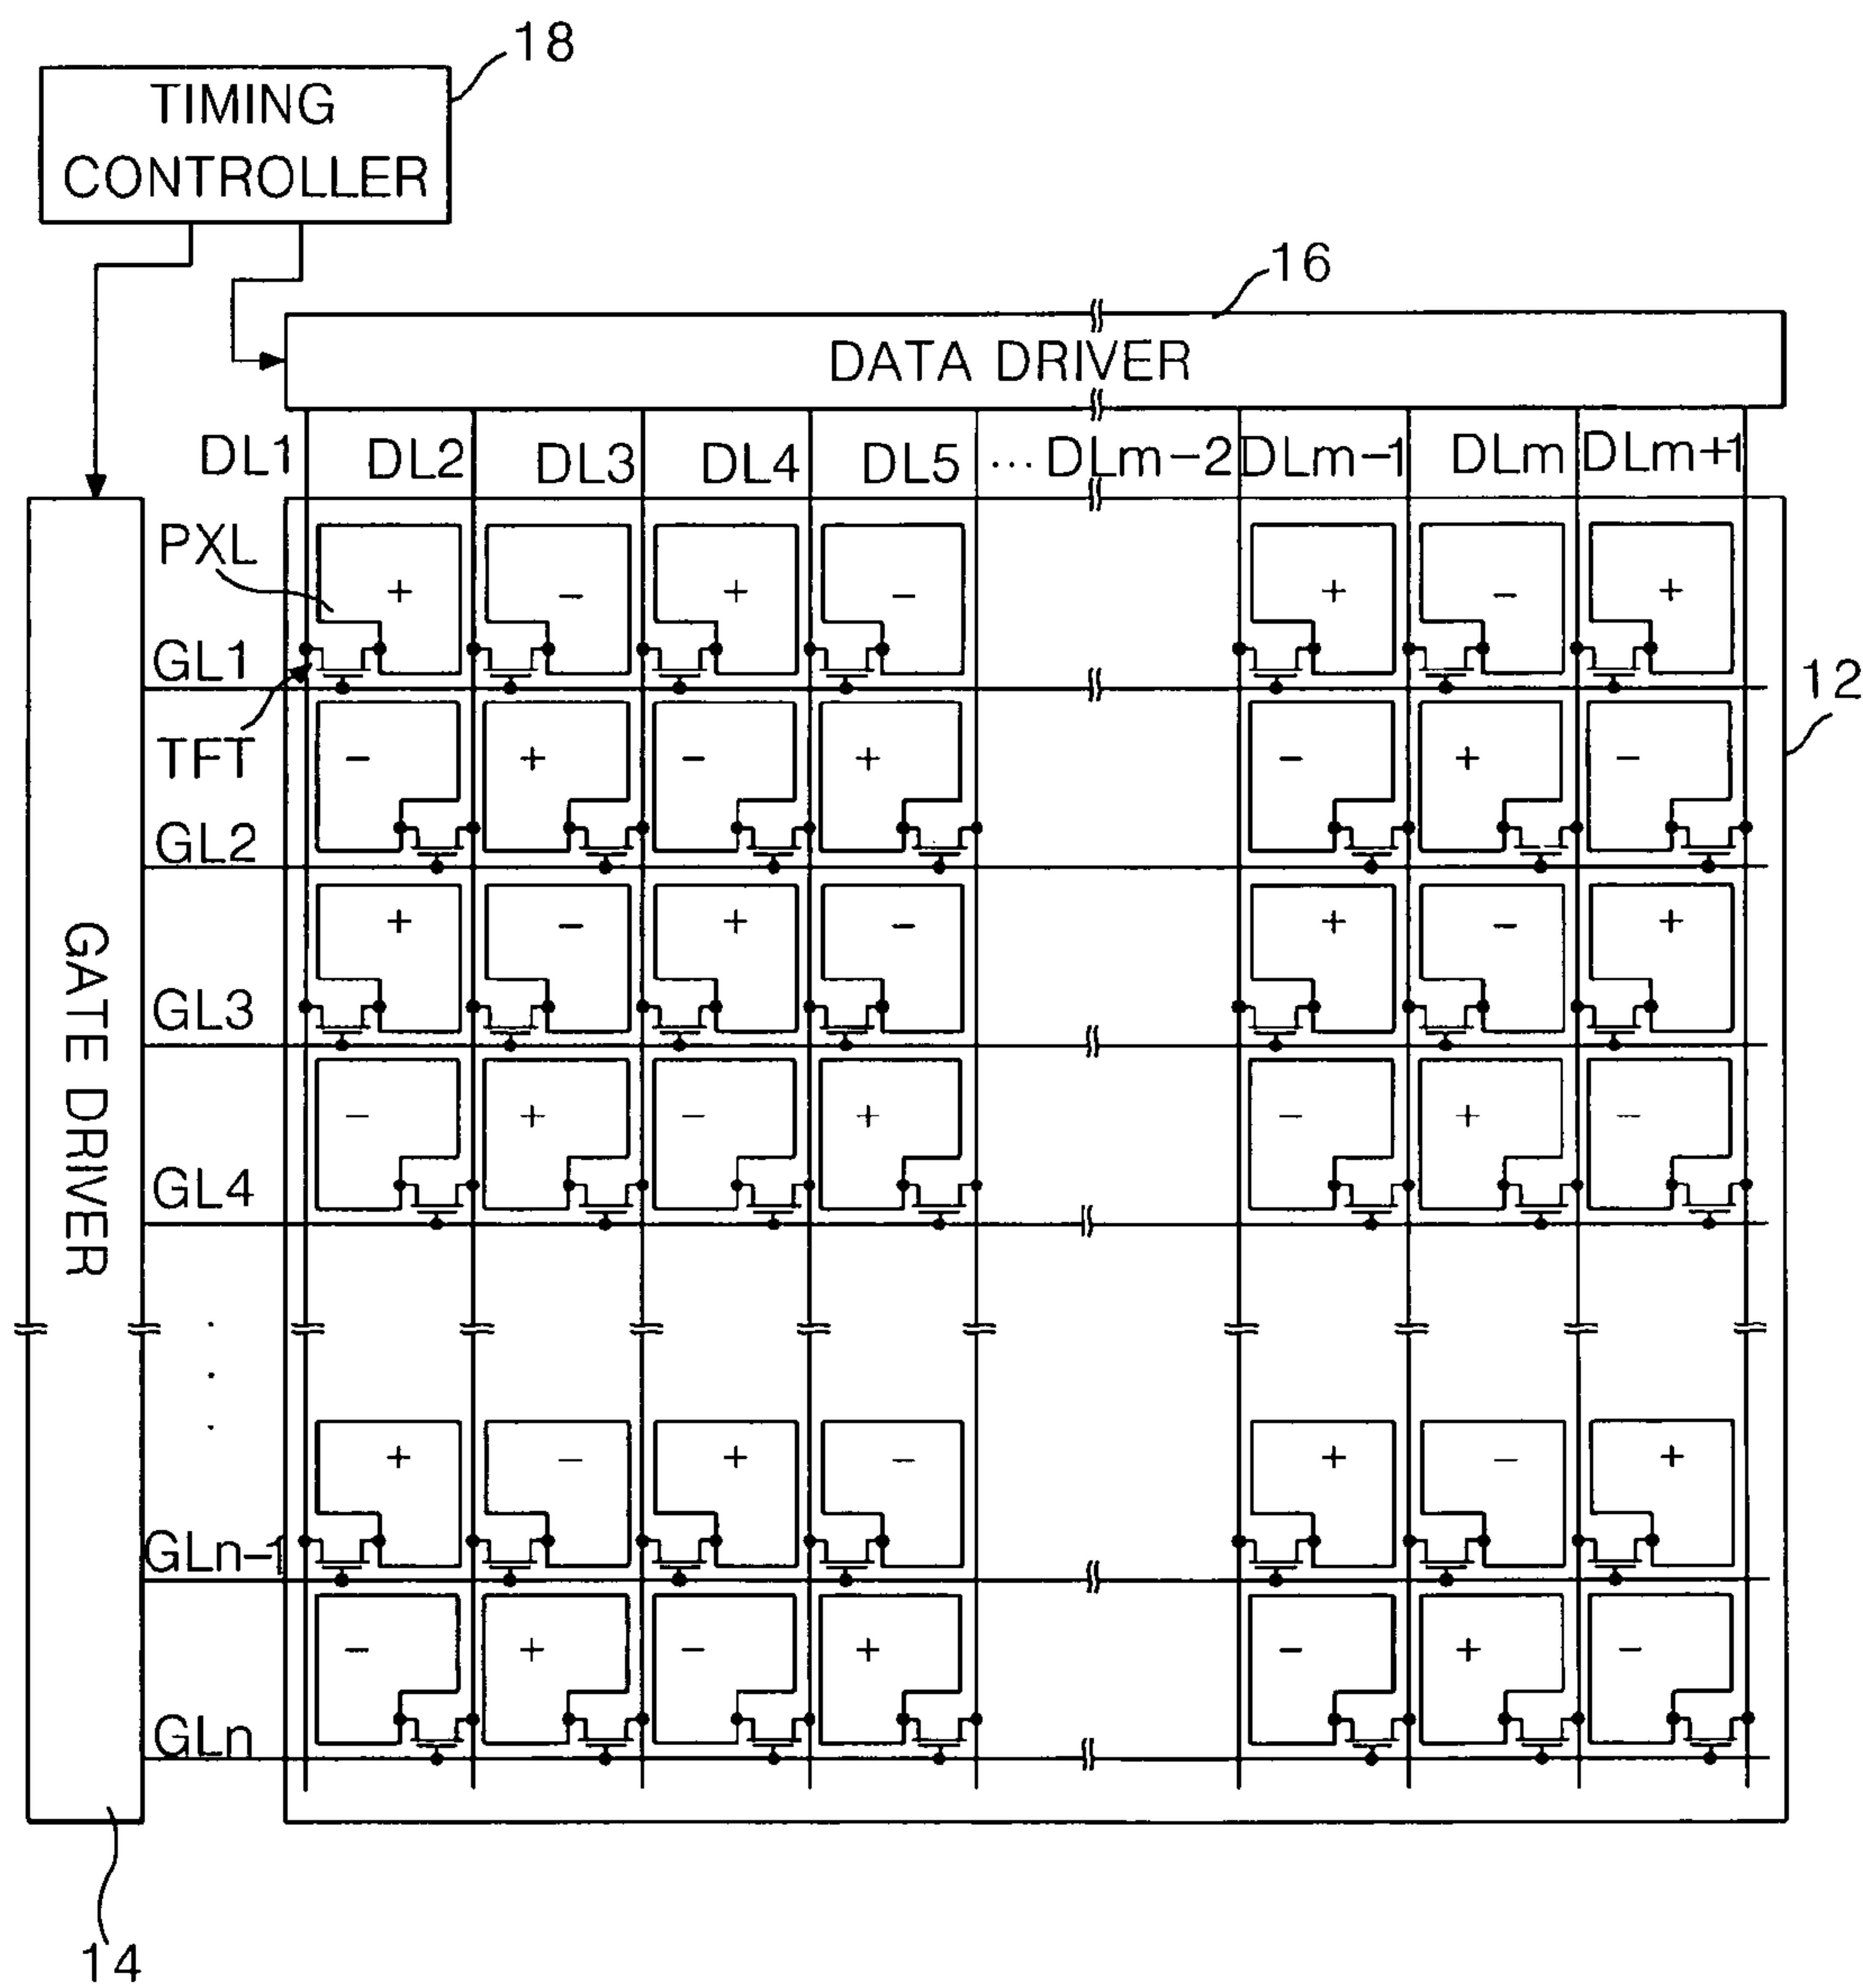 18
TIMING
CONTROLLER
16
DATA DRIVER
DL1 DL2 DL3 DL4 DL5 ... DLm-2 DLm-1 DLm DLm+1
PXL
+ - + - + - +
GL1
12
TFT
- + - + - + -
GL2
+ - + - + - +
GL3
GATE DRIVER
- + - + - + -
GL4
+ - + - + - +
GLn-1
- + - + - + -
GLn
14